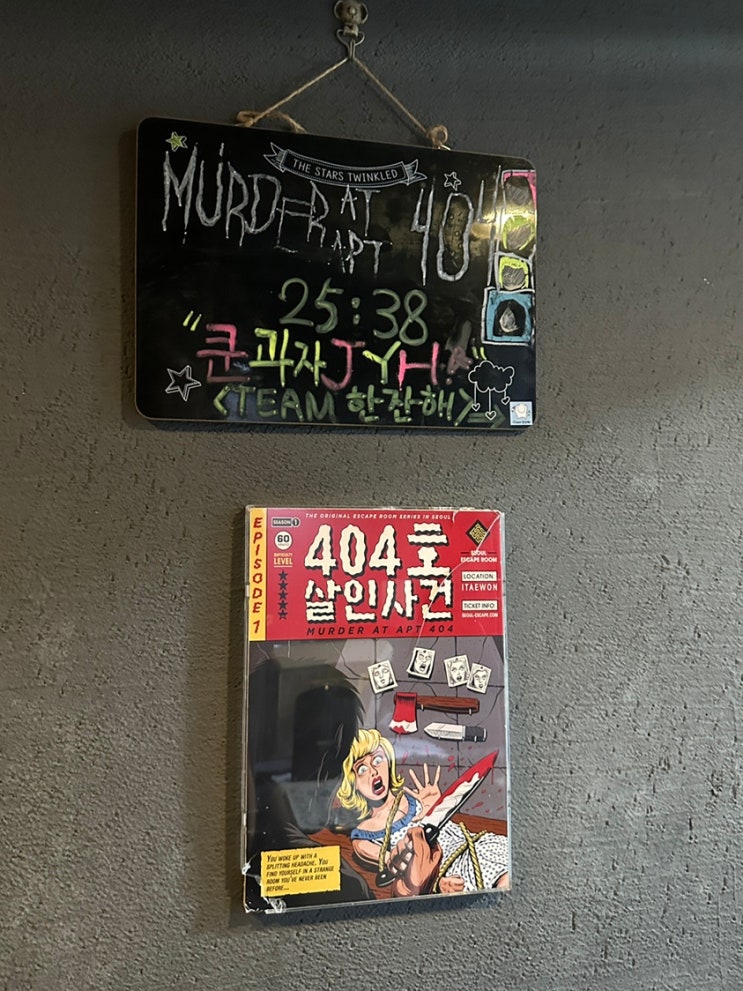 THE STARS TWINKLED
MURDER AT APT 404
25:38
"쿤과자JYH!"
<TEAM 한잔해>
EPISODE 1
SEASON 1
THE ORIGINAL ESCAPE ROOM SERIES IN SEOUL
60
DIFFICULTY
LEVEL
404호
살인사건
MURDER AT APT 404
SEOUL
ESCAPE ROOM
LOCATION:
ITAEWON
TICKET INFO:
SEOUL-ESCAPE.COM
YOU WOKE UP WITH A
SPLITTING HEADACHE. YOU
FIND YOURSELF IN A STRANGE
ROOM YOU'VE NEVER BEEN
BEFORE...